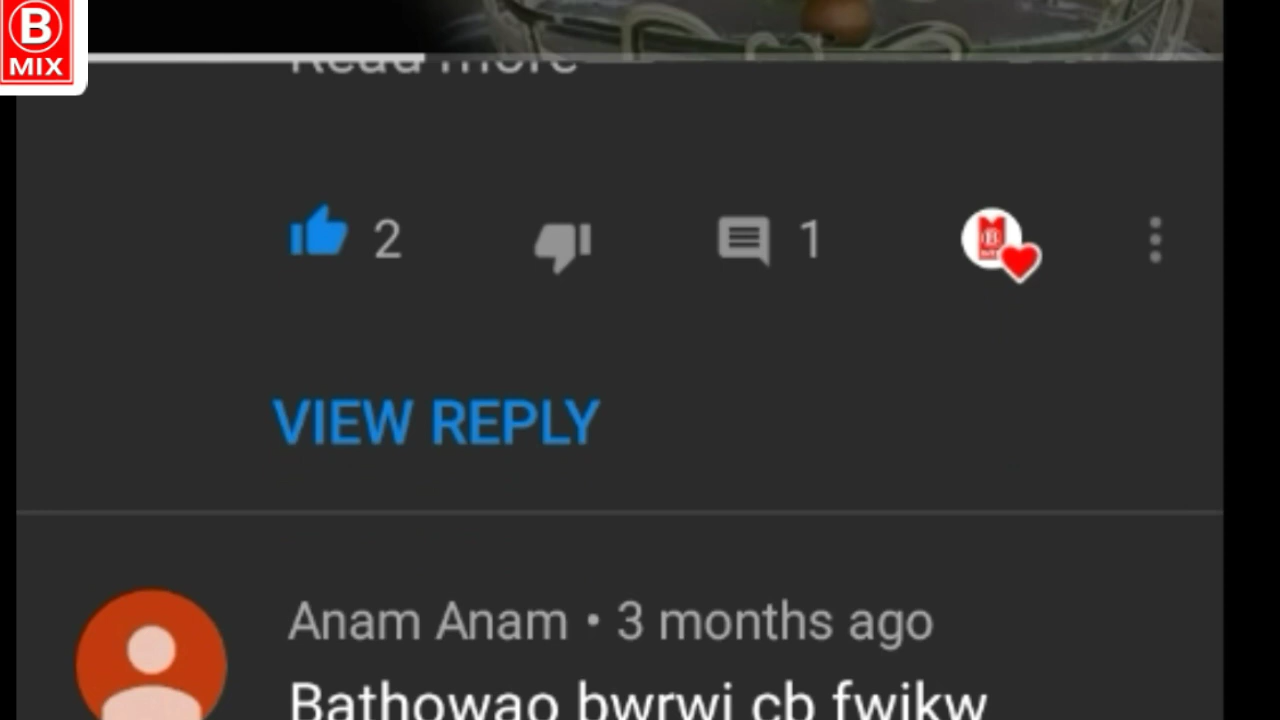 B
MIX
Read more
2
1
VIEW REPLY
Anam Anam • 3 months ago
Bathowao bwrwi cb fwikw